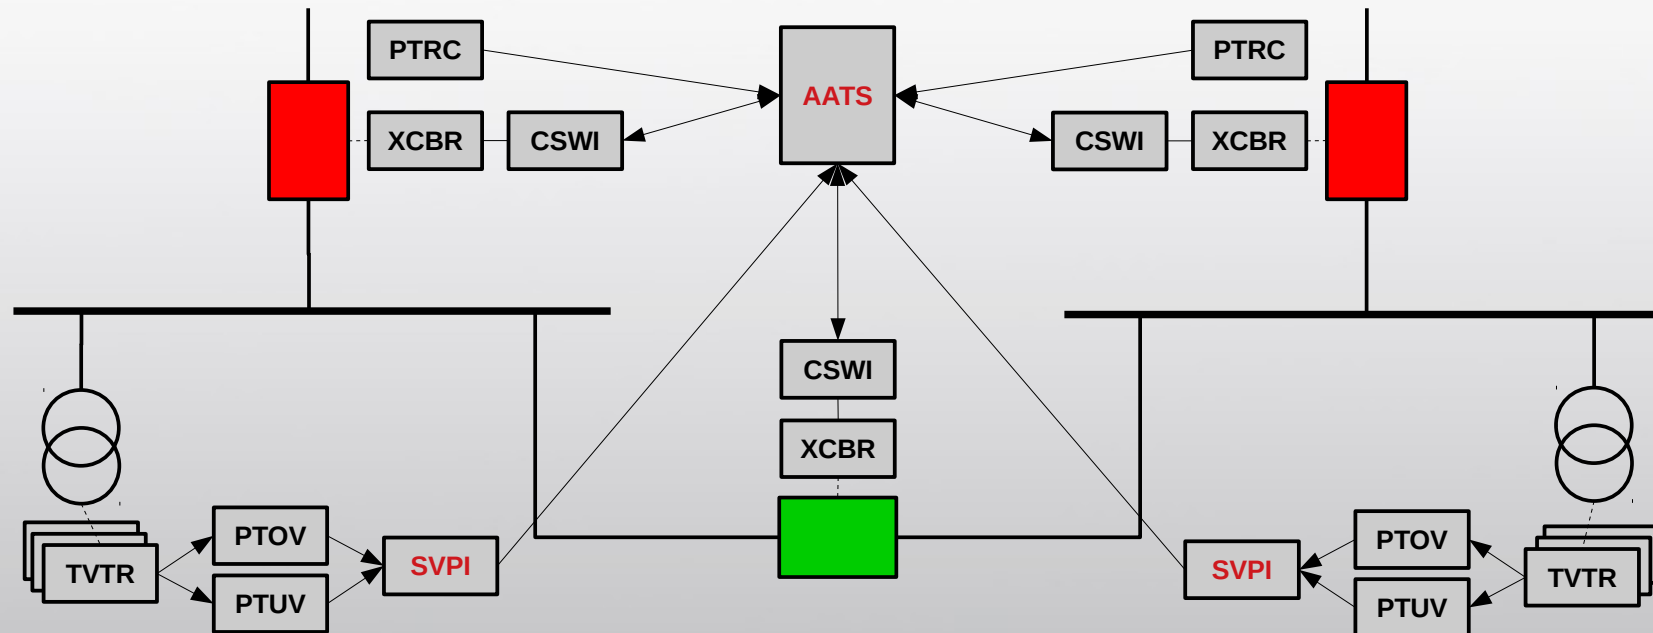 PTRC
AATS
PTRC
XCBR
CSWI
CSWI
XCBR
CSWI
XCBR
PTOV
PTOV
TVTR
SVPI
SVPI
TVTR
PTUV
PTUV